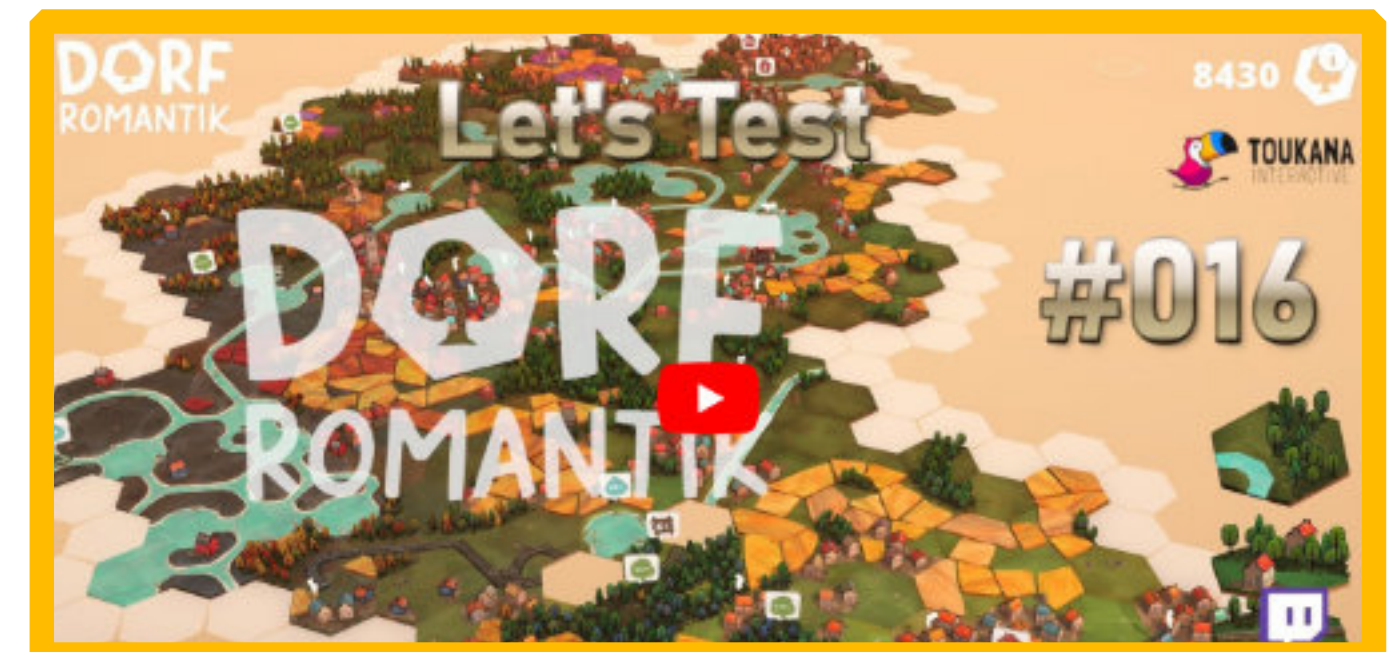 DORF
ROMANTIK
8430
Let's Test
TOUKANA
INTERACTIVE
DORF
ROMANTIK
#016